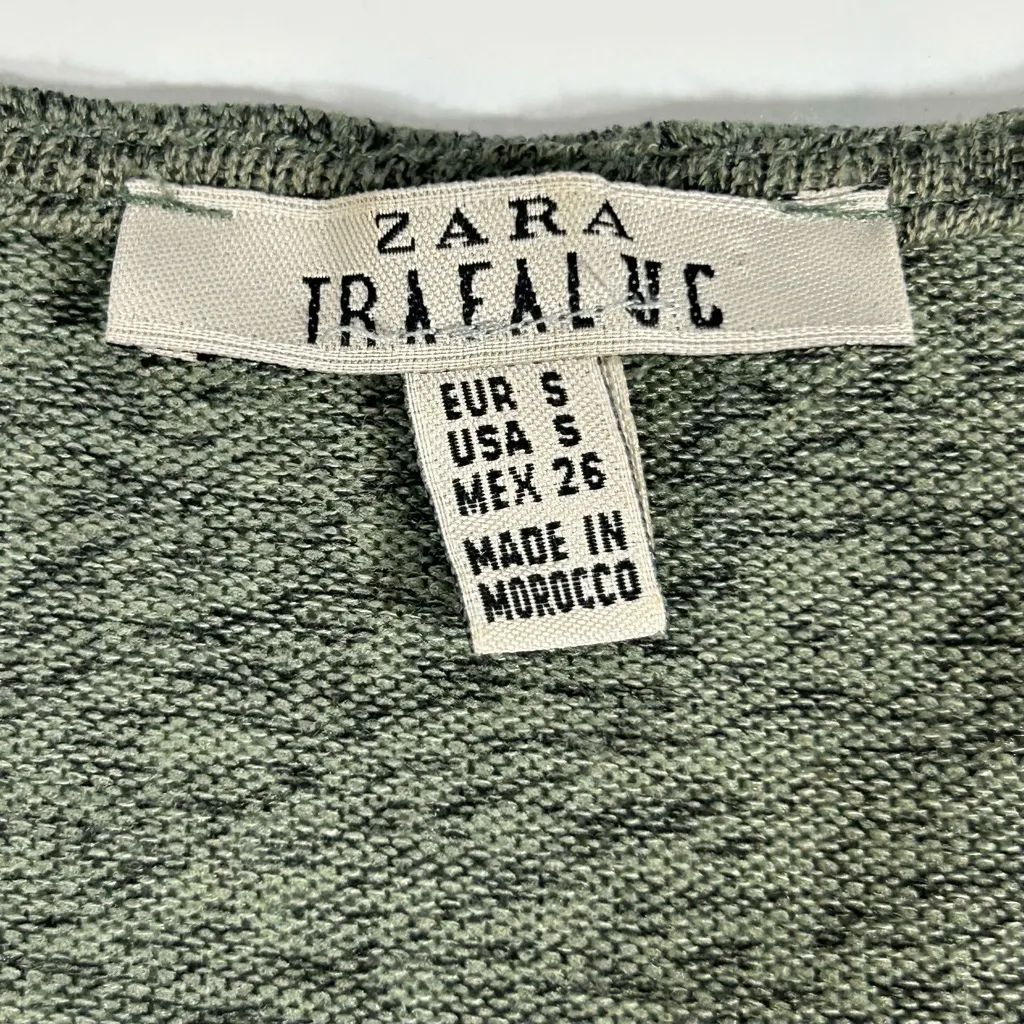 ZARA
TRAFALUC
EUR S
USA S
MEX 26
MADE IN
MOROCCO